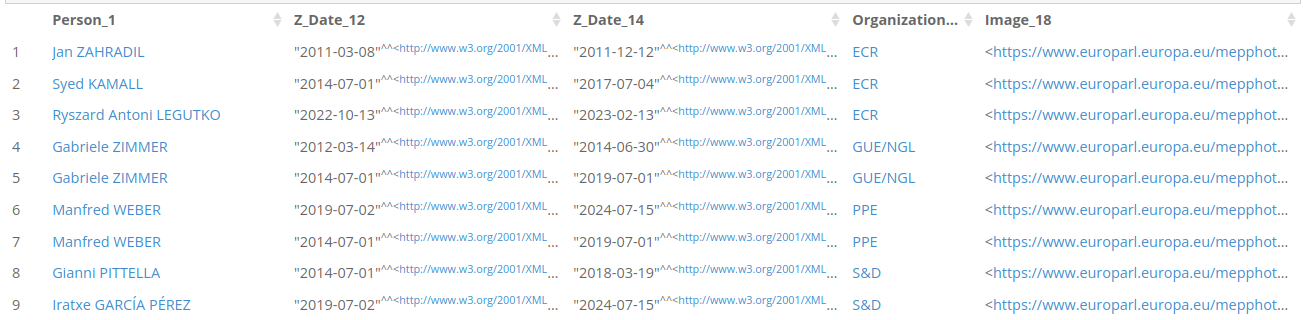 Person_1 Z_Date_12 Z_Date_14 Organization... Image_18
1 Jan ZAHRADIL "2011-03-08"^^<http://www.w3.org/2001/XML... "2011-12-12"^^<http://www.w3.org/2001/XML... ECR <https://www.europarl.europa.eu/mepphot...
2 Syed KAMALL "2014-07-01"^^<http://www.w3.org/2001/XML... "2017-07-04"^^<http://www.w3.org/2001/XML... ECR <https://www.europarl.europa.eu/mepphot...
3 Ryszard Antoni LEGUTKO "2022-10-13"^^<http://www.w3.org/2001/XML... "2023-02-13"^^<http://www.w3.org/2001/XML... ECR <https://www.europarl.europa.eu/mepphot...
4 Gabriele ZIMMER "2012-03-14"^^<http://www.w3.org/2001/XML... "2014-06-30"^^<http://www.w3.org/2001/XML... GUE/NGL <https://www.europarl.europa.eu/mepphot...
5 Gabriele ZIMMER "2014-07-01"^^<http://www.w3.org/2001/XML... "2019-07-01"^^<http://www.w3.org/2001/XML... GUE/NGL <https://www.europarl.europa.eu/mepphot...
6 Manfred WEBER "2019-07-02"^^<http://www.w3.org/2001/XML... "2024-07-15"^^<http://www.w3.org/2001/XML... PPE <https://www.europarl.europa.eu/mepphot...
7 Manfred WEBER "2014-07-01"^^<http://www.w3.org/2001/XML... "2019-07-01"^^<http://www.w3.org/2001/XML... PPE <https://www.europarl.europa.eu/mepphot...
8 Gianni PITTELLA "2014-07-01"^^<http://www.w3.org/2001/XML... "2018-03-19"^^<http://www.w3.org/2001/XML... S&D <https://www.europarl.europa.eu/mepphot...
9 Iratxe GARCÍA PÉREZ "2019-07-02"^^<http://www.w3.org/2001/XML... "2024-07-15"^^<http://www.w3.org/2001/XML... S&D <https://www.europarl.europa.eu/mepphot...